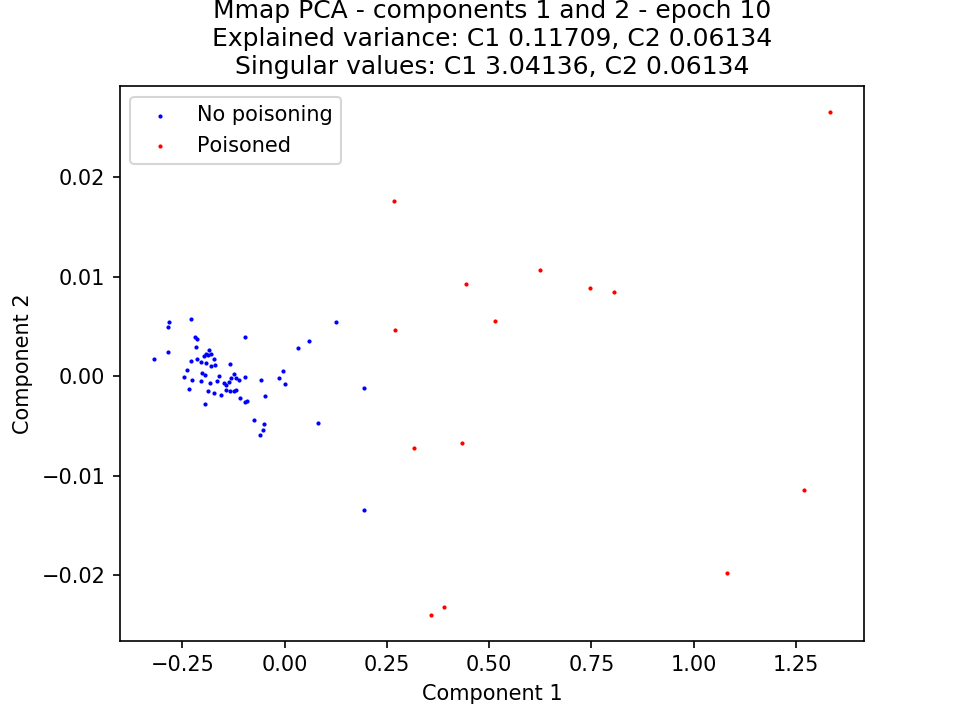 Mmap PCA - components 1 and 2 - epoch 10
Explained variance: C1 0.11709, C2 0.06134
Singular values: C1 3.04136, C2 0.06134
No poisoning
Poisoned
0.02
0.01
0.00
−0.01
−0.02
Component 2
−0.25 0.00 0.25 0.50 0.75 1.00 1.25
Component 1